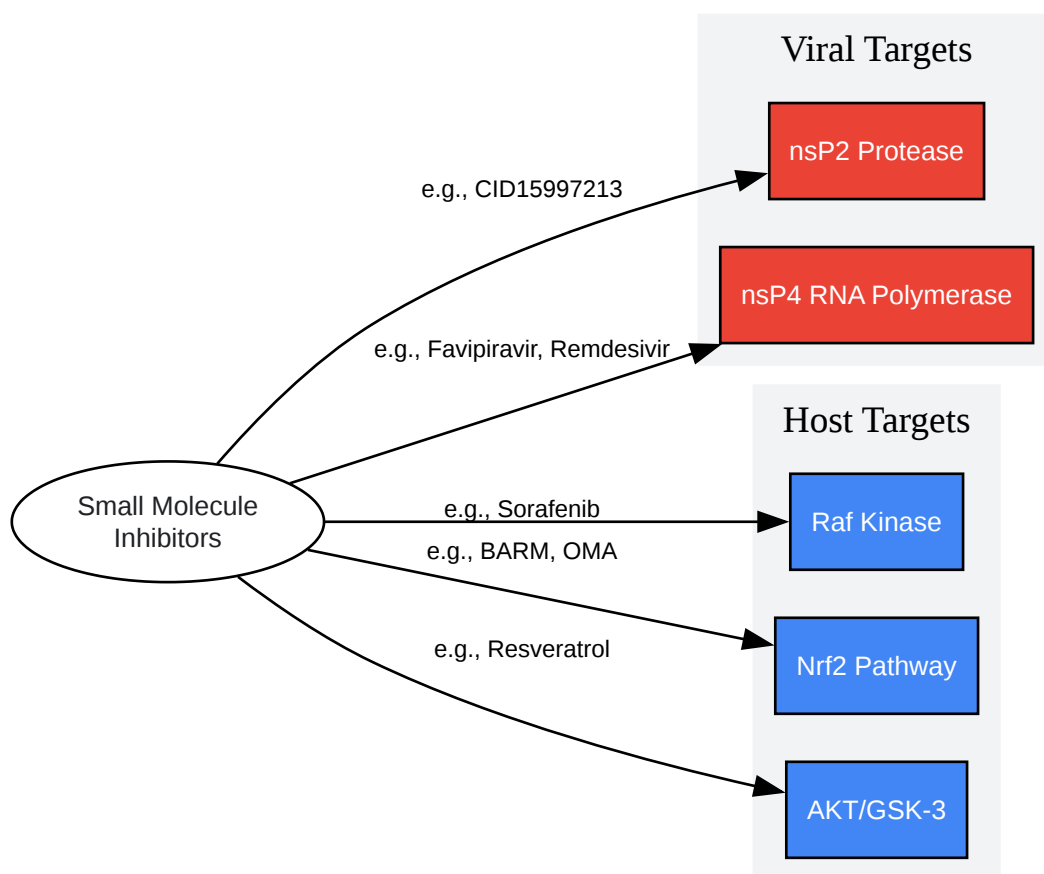 Viral Targets
nsP2 Protease
e.g., CID15997213
nsP4 RNA Polymerase
e.g., Favipiravir, Remdesivir
Host Targets
Small Molecule
Inhibitors
e.g., Sorafenib
Raf Kinase
e.g., BARM, OMA
e.g., Resveratrol
Nrf2 Pathway
AKT/GSK-3